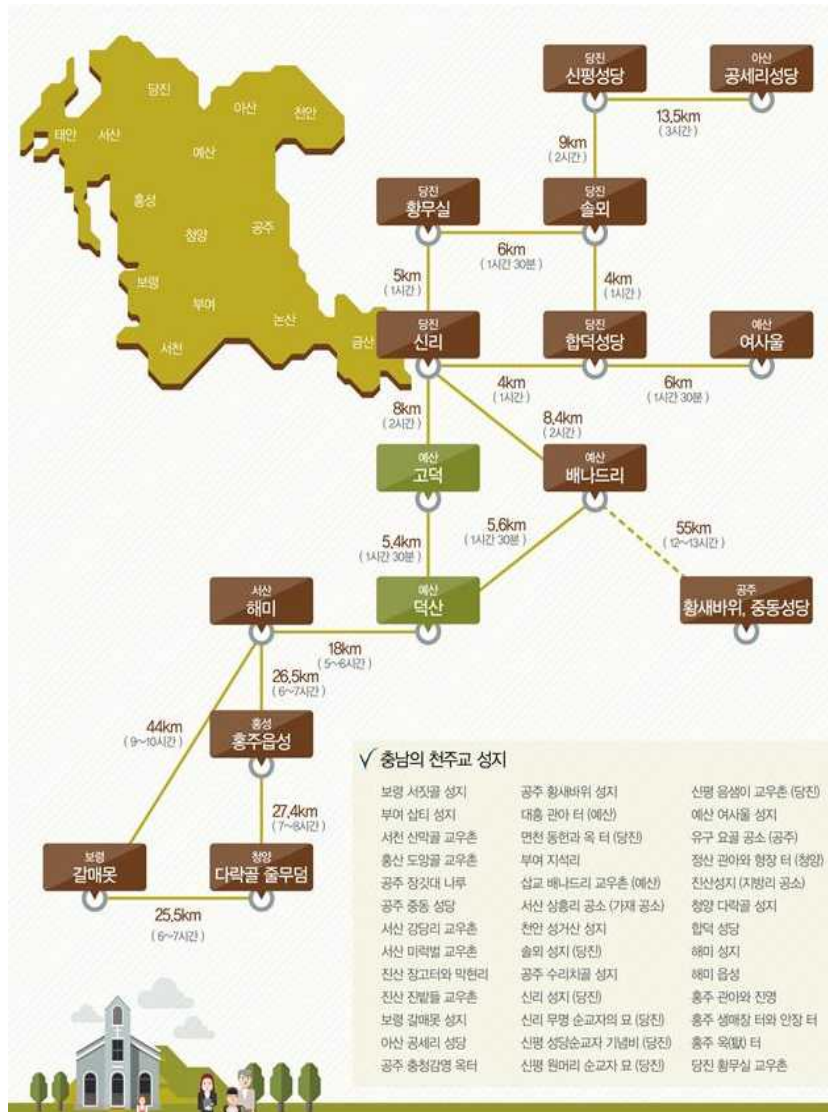 당진
아산
천안
태안
서산
예산
홍성
청양
공주
보령
부여
논산
서천
금산
당진
신평성당
아산
공세리성당
13.5km
(3시간)
9km
(2시간)
당진
황무실
당진
솔뫼
6km
(1시간 30분)
5km
(1시간)
4km
(1시간)
당진
신리
당진
합덕성당
예산
여사울
4km
(1시간)
6km
(1시간 30분)
8km
(2시간)
8.4km
(2시간)
예산
고덕
예산
배나드리
5.4km
(1시간 30분)
5.6km
(1시간 30분)
55km
(12~13시간)
서산
해미
예산
덕산
공주
황새바위, 중동성당
18km
(5~6시간)
26.5km
(6~7시간)
44km
(9~10시간)
홍성
홍주읍성
27.4km
(7~8시간)
보령
갈매못
청양
다락골 줄무덤
25.5km
(6~7시간)
충남의 천주교 성지
보령 서짓골 성지
부여 삽티 성지
서천 산막골 교우촌
홍산 도앙골 교우촌
공주 장깃대 나루
공주 중동 성당
서산 강당리 교우촌
서산 미락벌 교우촌
진산 장고터와 막현리
진산 진밭들 교우촌
보령 갈매못 성지
아산 공세리 성당
공주 충청감영 옥터
공주 황새바위 성지
대흥 관아 터 (예산)
면천 동헌과 옥 터 (당진)
부여 지석리
삽교 배나드리 교우촌 (예산)
서산 상홍리 공소 (가재 공소)
천안 성거산 성지
솔뫼 성지 (당진)
공주 수리치골 성지
신리 성지 (당진)
신리 무명 순교자의 묘 (당진)
신평 성당순교자 기념비 (당진)
신평 원머리 순교자 묘 (당진)
신평 음샘이 교우촌 (당진)
예산 여사울 성지
유구 요골 공소 (공주)
정산 관아와 형장 터 (청양)
진산성지 (지방리 공소)
청양 다락골 성지
합덕 성당
해미 성지
해미 읍성
홍주 관아와 진영
홍주 생매장 터와 안장 터
홍주 옥(獄) 터
당진 황무실 교우촌